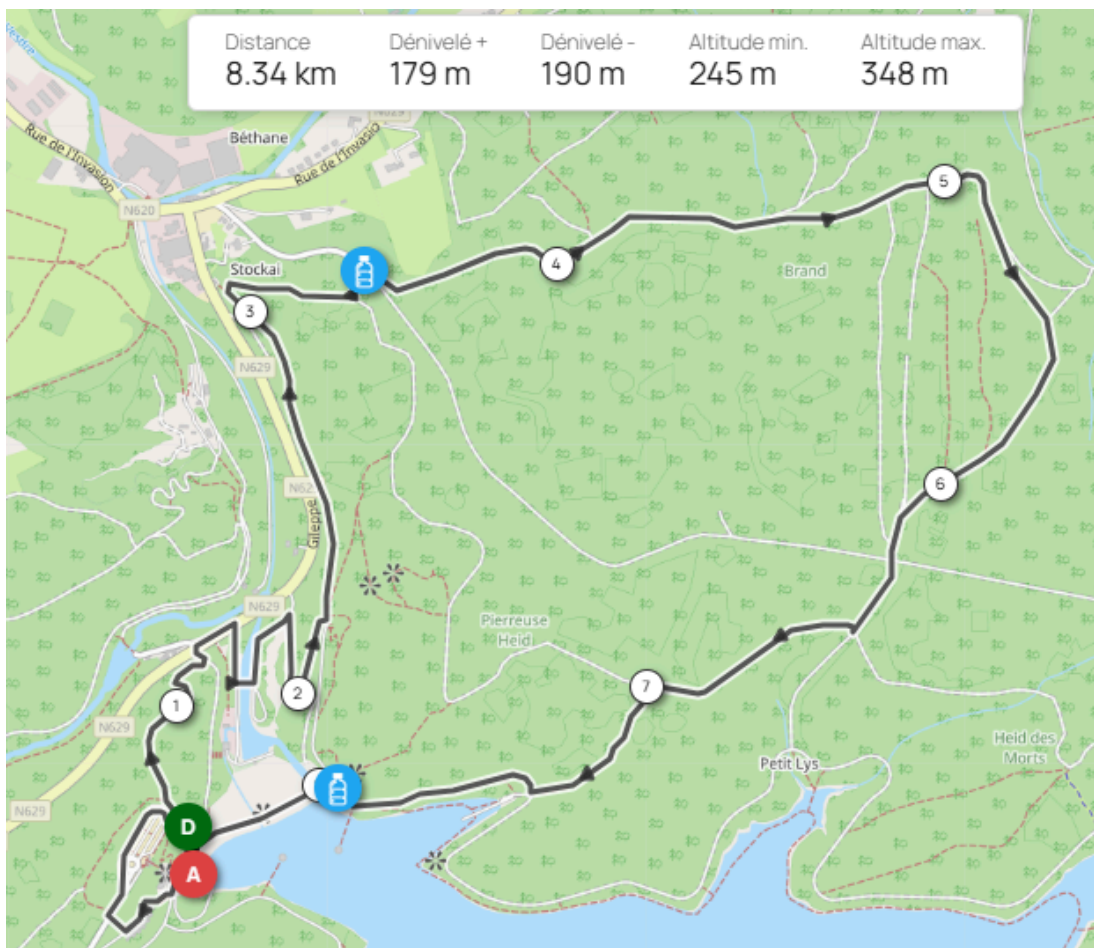 Distance Dénivelé + Dénivelé - Altitude min. Altitude max.
8.34 km 179 m 190 m 245 m 348 m
N629
Béthane
Rue de l'Invasion
Rue de l'Invasio
N620
5
4
Stockai
Brand
3
N629
N62
6
Gileppe
N629
Pierreuse
Heid
2
7
1
N629
Heid des
Morts
Petit Lys
N629
D
A